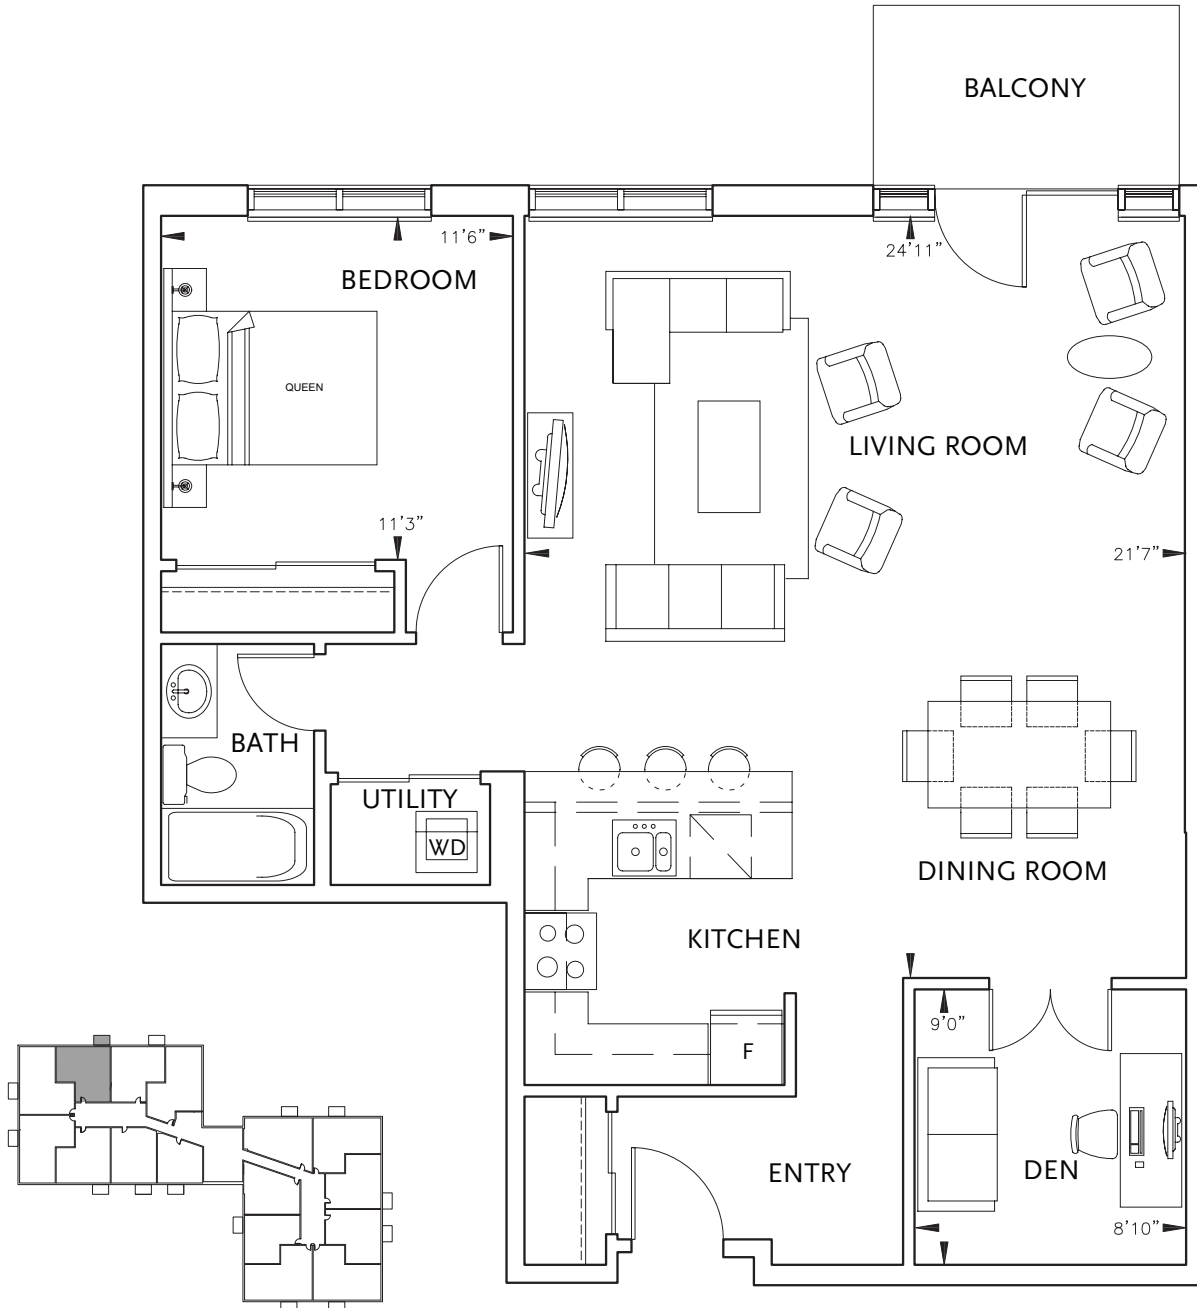 BALCONY
11'6"
24'11"
BEDROOM
QUEEN
LIVING ROOM
11'3"
21'7"
BATH
UTILITY
WD
DINING ROOM
KITCHEN
9'0"
F
ENTRY
DEN
8'10"